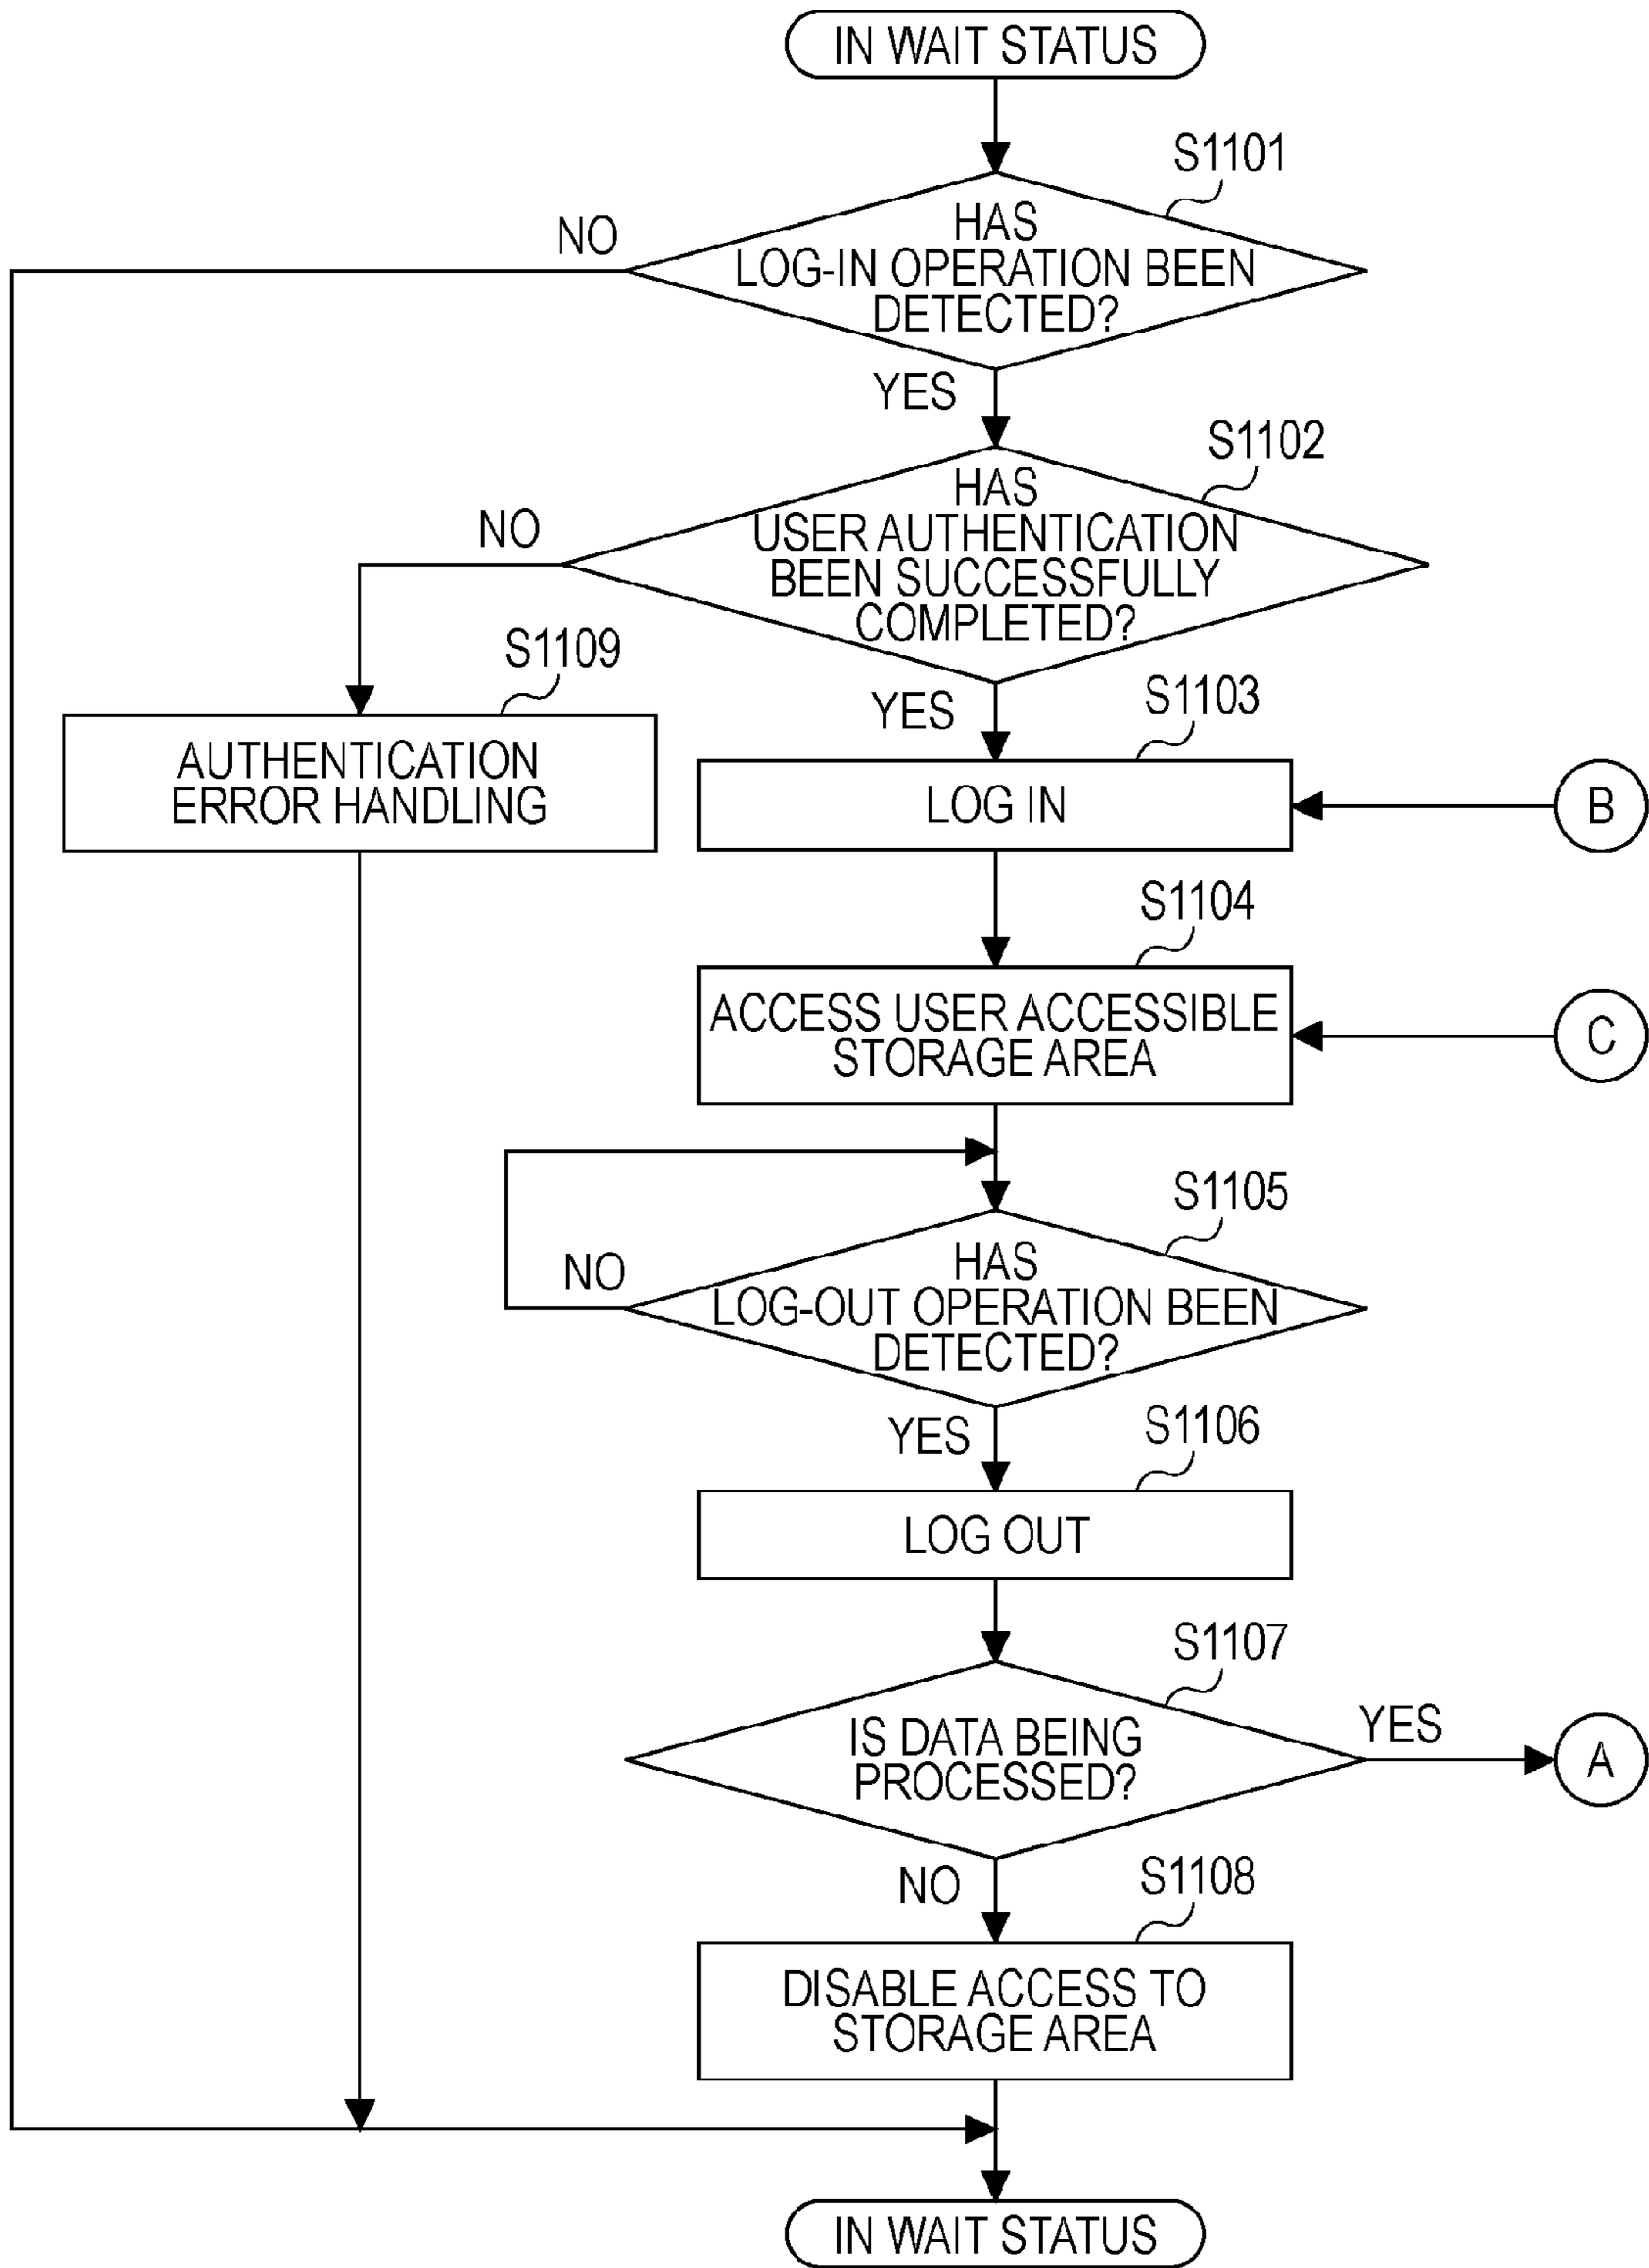 IN WAIT STATUS
S1101
NO
HAS
LOG-IN OPERATION BEEN
DETECTED?
YES
S1102
NO
HAS
USER AUTHENTICATION
BEEN SUCCESSFULLY
COMPLETED?
S1109
YES
S1103
AUTHENTICATION
ERROR HANDLING
LOG IN
B
S1104
ACCESS USER ACCESSIBLE
STORAGE AREA
C
S1105
NO
HAS
LOG-OUT OPERATION BEEN
DETECTED?
YES
S1106
LOG OUT
S1107
IS DATA BEING
PROCESSED?
YES
A
NO
S1108
DISABLE ACCESS TO
STORAGE AREA
IN WAIT STATUS